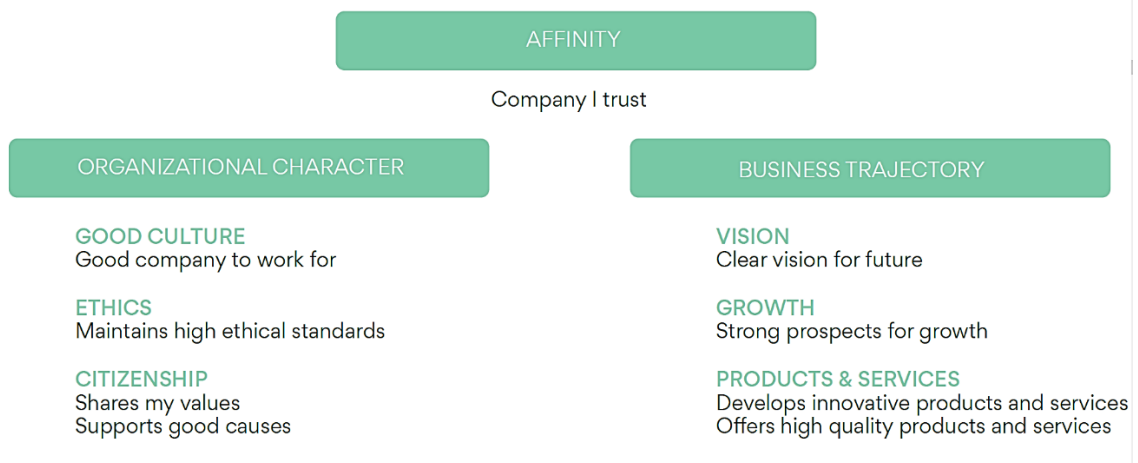 AFFINITY
Company I trust
ORGANIZATIONAL CHARACTER
GOOD CULTURE
Good company to work for
ETHICS
Maintains high ethical standards
CITIZENSHIP
Shares my values
Supports good causes
BUSINESS TRAJECTORY
VISION
Clear vision for future
GROWTH
Strong prospects for growth
PRODUCTS & SERVICES
Develops innovative products and services
Offers high quality products and services